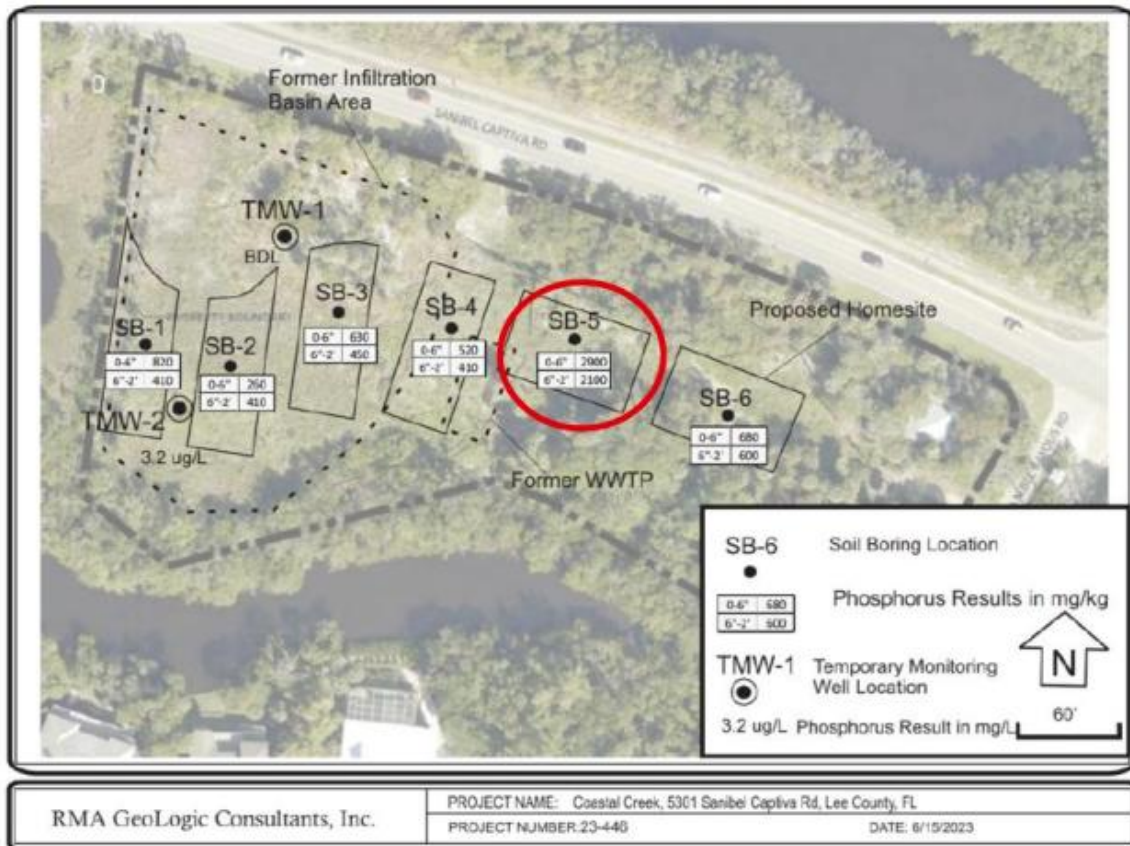 Former Infiltration
Basin Area
SANIBEL CAPTIVA RD
TMW-1
BDL
SB-1
0-6" 820
6"-2' 410
SB-2
0-6" 260
6"-2' 410
SB-3
0-6" 630
6"-2' 450
SB-4
0-6" 520
6"-2' 410
SB-5
0-6" 2900
6"-2' 2100
Proposed Homesite
SB-6
0-6" 680
6"-2' 600
TMW-2
3.2 ug/L
Former WWTP
SB-6 Soil Boring Location
0-6" 680
6"-2' 600
Phosphorus Results in mg/kg
TMW-1 Temporary Monitoring
Well Location
3.2 ug/L Phosphorus Result in mg/L
N
60'
RMA GeoLogic Consultants, Inc.
PROJECT NAME: Coastal Creek, 5301 Sanibel Captiva Rd, Lee County, FL
PROJECT NUMBER:23-446 DATE: 6/15/2023